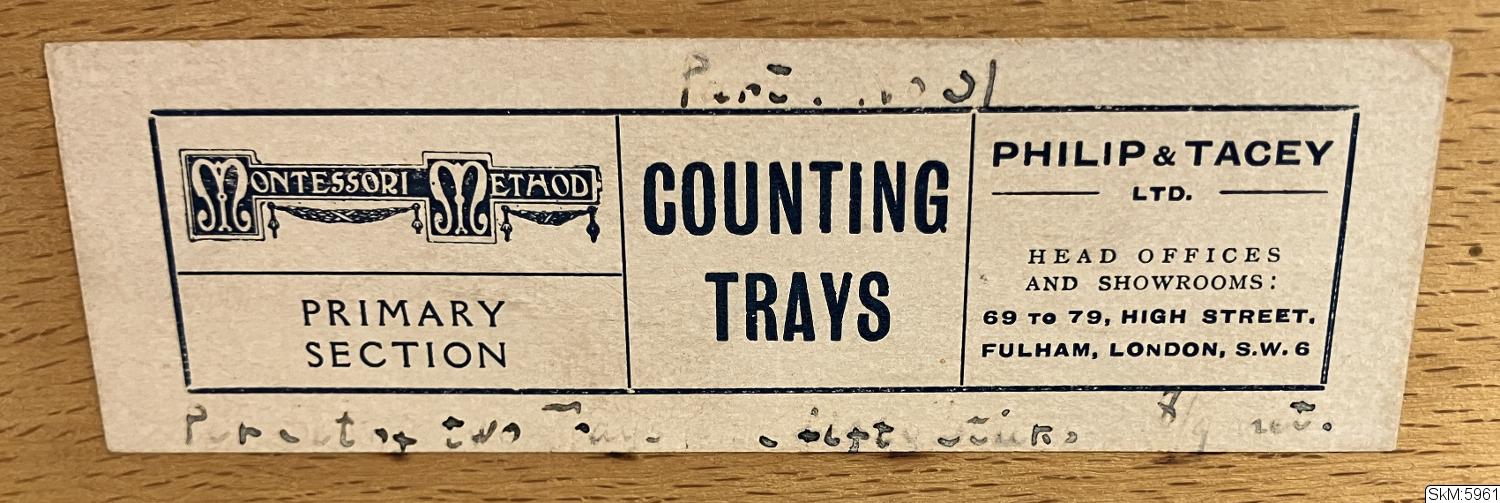 MONTESSORI METHOD
PRIMARY
SECTION
COUNTING
TRAYS
PHILIP & TACEY
LTD.
HEAD OFFICES
AND SHOWROOMS:
69 TO 79, HIGH STREET,
FULHAM, LONDON, S.W. 6
SkM:5961